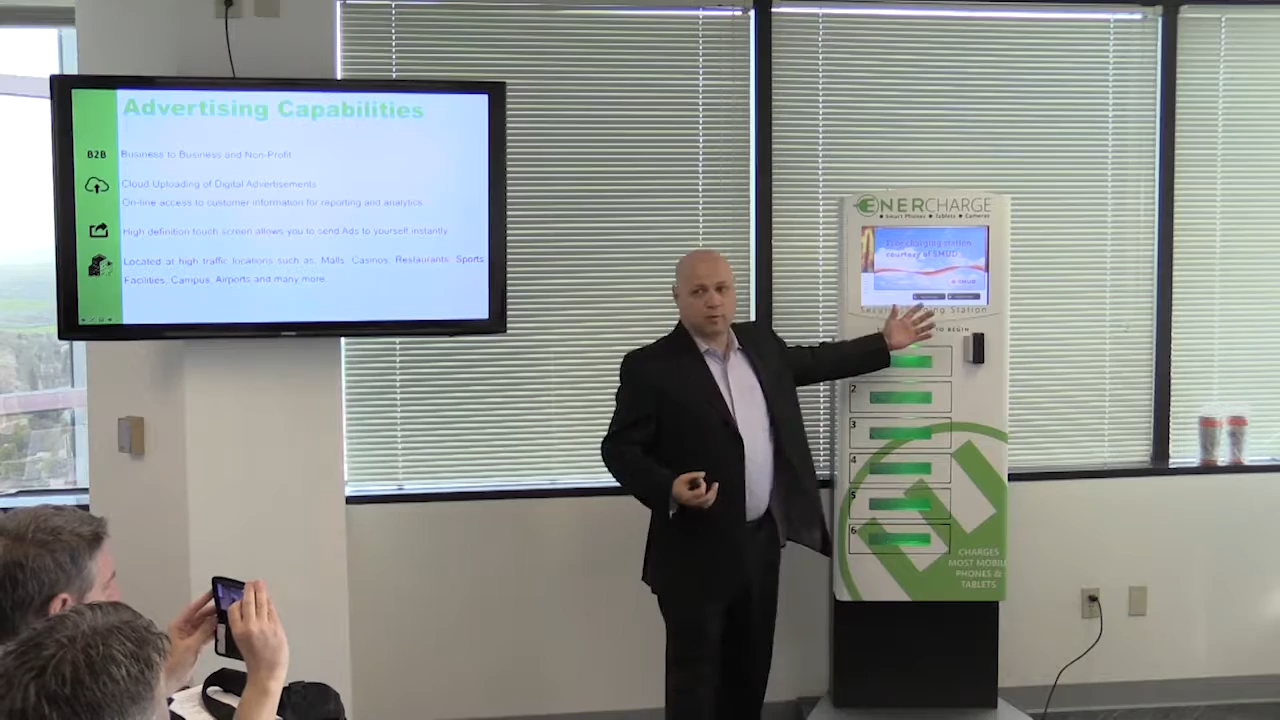 Advertising Capabilities
B2B
Business to Business and Non-Profit
Cloud Uploading of Digital Advertisements
On-line access to customer information for reporting and analytics
High definition touch screen allows you to send Ads to yourself instantly
Located at high traffic locations such as, Malls, Casinos, Restaurants, Sports
Facilities, Campus, Airports and many more.
ENERCHARGE
Smart Phones • Tablets • Cameras
Free charging station
courtesy of SMUD
SMUD
Station
TO BEGIN
2
3
4
5
6
CHARGES
MOST MOBILE
PHONES &
TABLETS